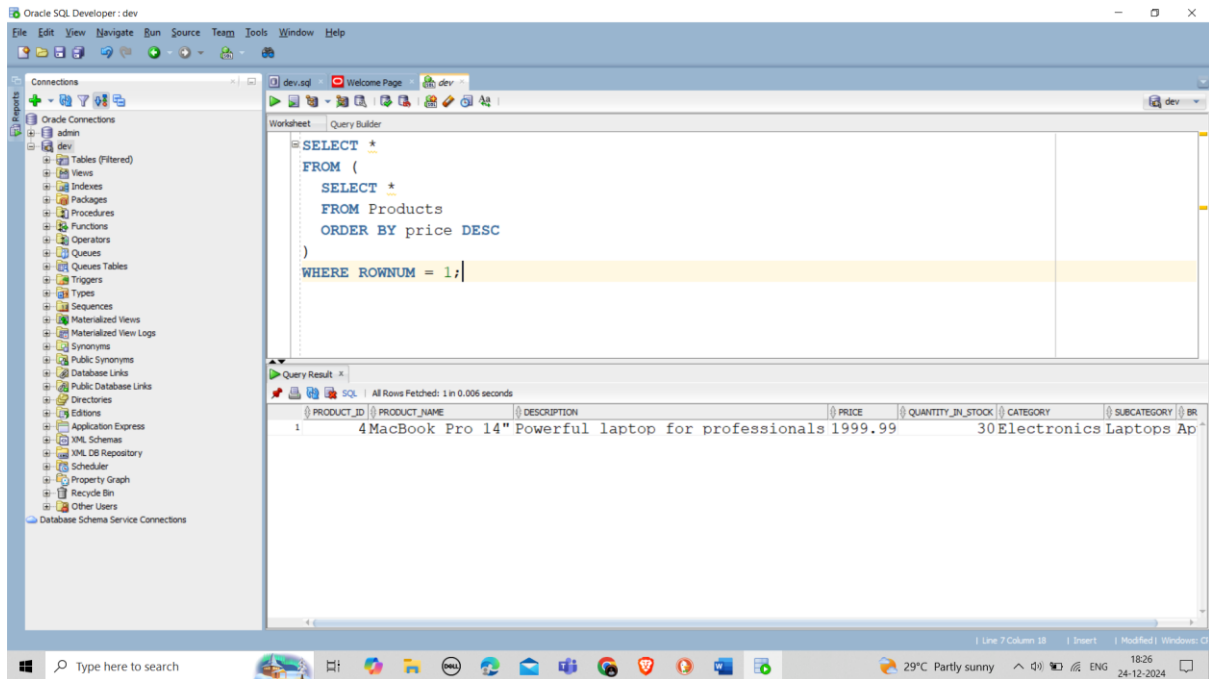 Oracle SQL Developer : dev
File Edit View Navigate Run Source Team Tools Window Help
Connections
dev.sql
Welcome Page
dev
Reports
dev
Oracle Connections
admin
dev
Tables (Filtered)
Views
Indexes
Packages
Procedures
Functions
Operators
Queues
Queues Tables
Triggers
Types
Sequences
Materialized Views
Materialized View Logs
Synonyms
Public Synonyms
Database Links
Public Database Links
Directories
Editions
Application Express
XML Schemas
XML DB Repository
Scheduler
Property Graph
Recycle Bin
Other Users
Database Schema Service Connections
Worksheet Query Builder
SELECT *
FROM (
SELECT *
FROM Products
ORDER BY price DESC
)
WHERE ROWNUM = 1;
Query Result
SQL | All Rows Fetched: 1 in 0.006 seconds
PRODUCT_ID PRODUCT_NAME DESCRIPTION PRICE QUANTITY_IN_STOCK CATEGORY SUBCATEGORY BR
1 4 MacBook Pro 14" Powerful laptop for professionals 1999.99 30 Electronics Laptops Ap
| Line 7 Column 18 | Insert | Modified | Windows: C
Type here to search
DELL
29°C Partly sunny
ENG
18:26
24-12-2024